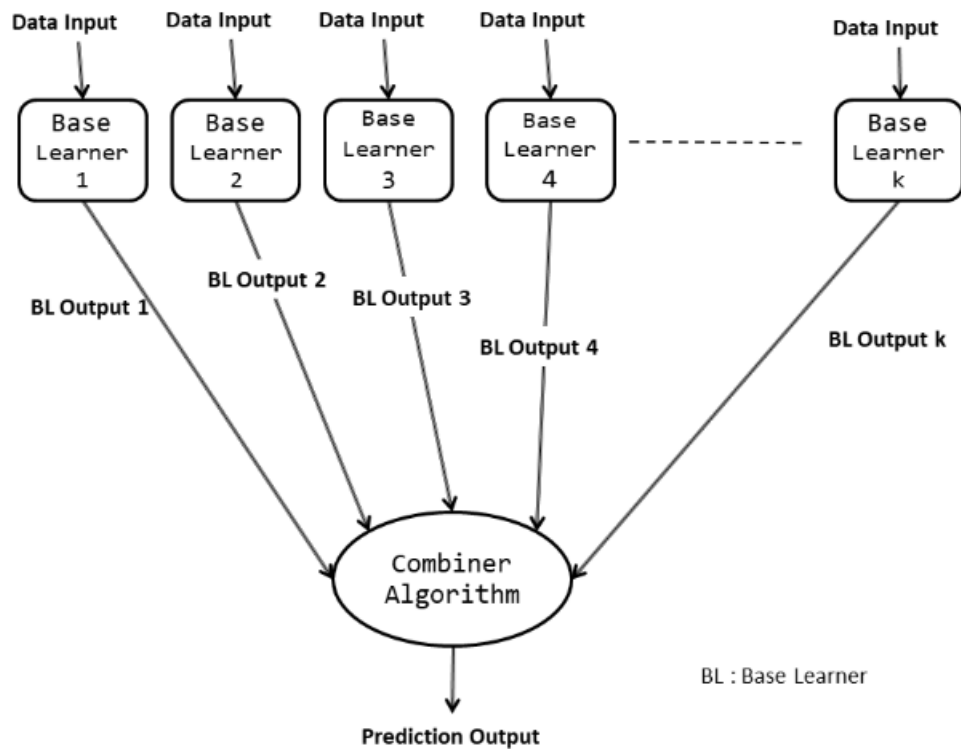 Data Input
Data Input
Data Input
Data Input
Data Input
Base
Learner
1
Base
Learner
2
Base
Learner
3
Base
Learner
4
Base
Learner
k
BL Output 1
BL Output 2
BL Output 3
BL Output 4
BL Output k
Combiner
Algorithm
BL : Base Learner
Prediction Output